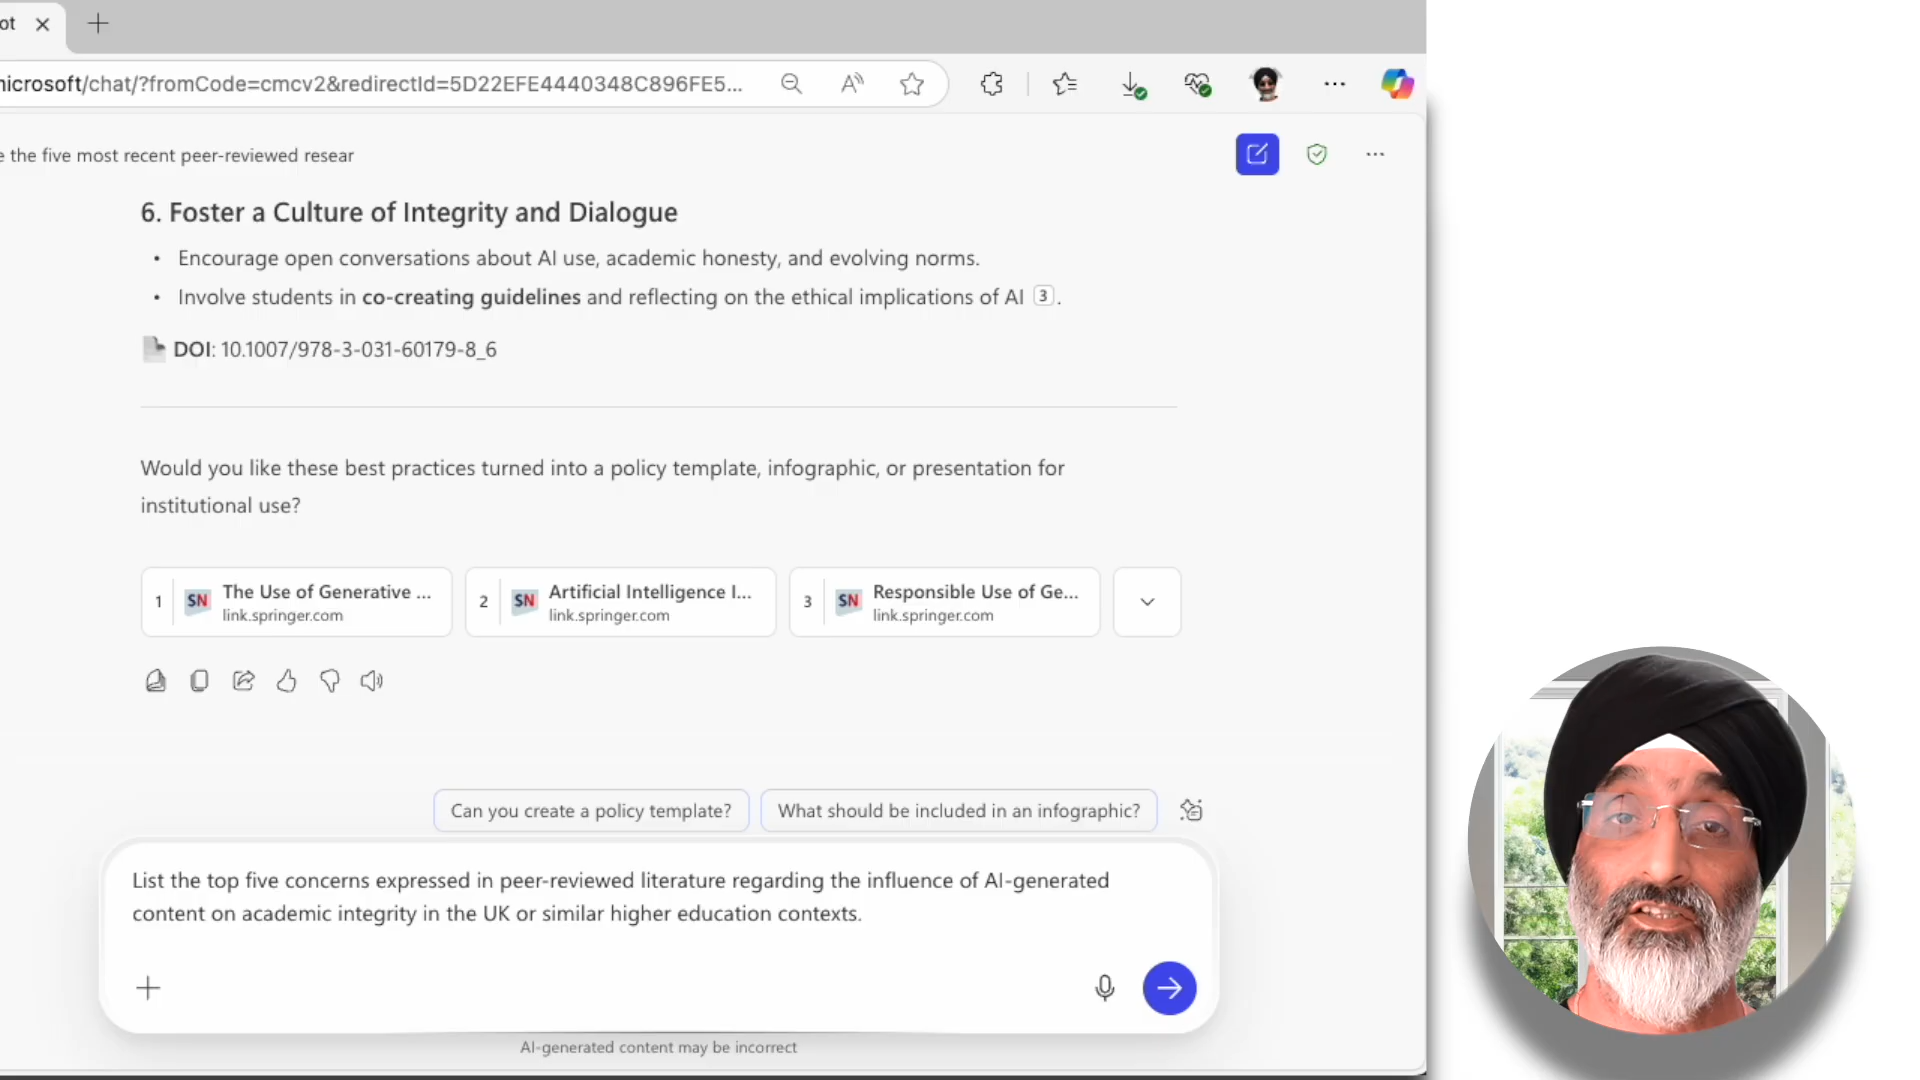 ot
microsoft/chat/?fromCode=cmcv2&redirectId=5D22EFE4440348C896FE5...
e the five most recent peer-reviewed resear
6. Foster a Culture of Integrity and Dialogue
• Encourage open conversations about AI use, academic honesty, and evolving norms.
• Involve students in co-creating guidelines and reflecting on the ethical implications of AI 3.
DOI: 10.1007/978-3-031-60179-8_6
Would you like these best practices turned into a policy template, infographic, or presentation for
institutional use?
1 SN The Use of Generative ...
link.springer.com
2 SN Artificial Intelligence I...
link.springer.com
3 SN Responsible Use of Ge...
link.springer.com
Can you create a policy template?
What should be included in an infographic?
List the top five concerns expressed in peer-reviewed literature regarding the influence of AI-generated
content on academic integrity in the UK or similar higher education contexts.
AI-generated content may be incorrect